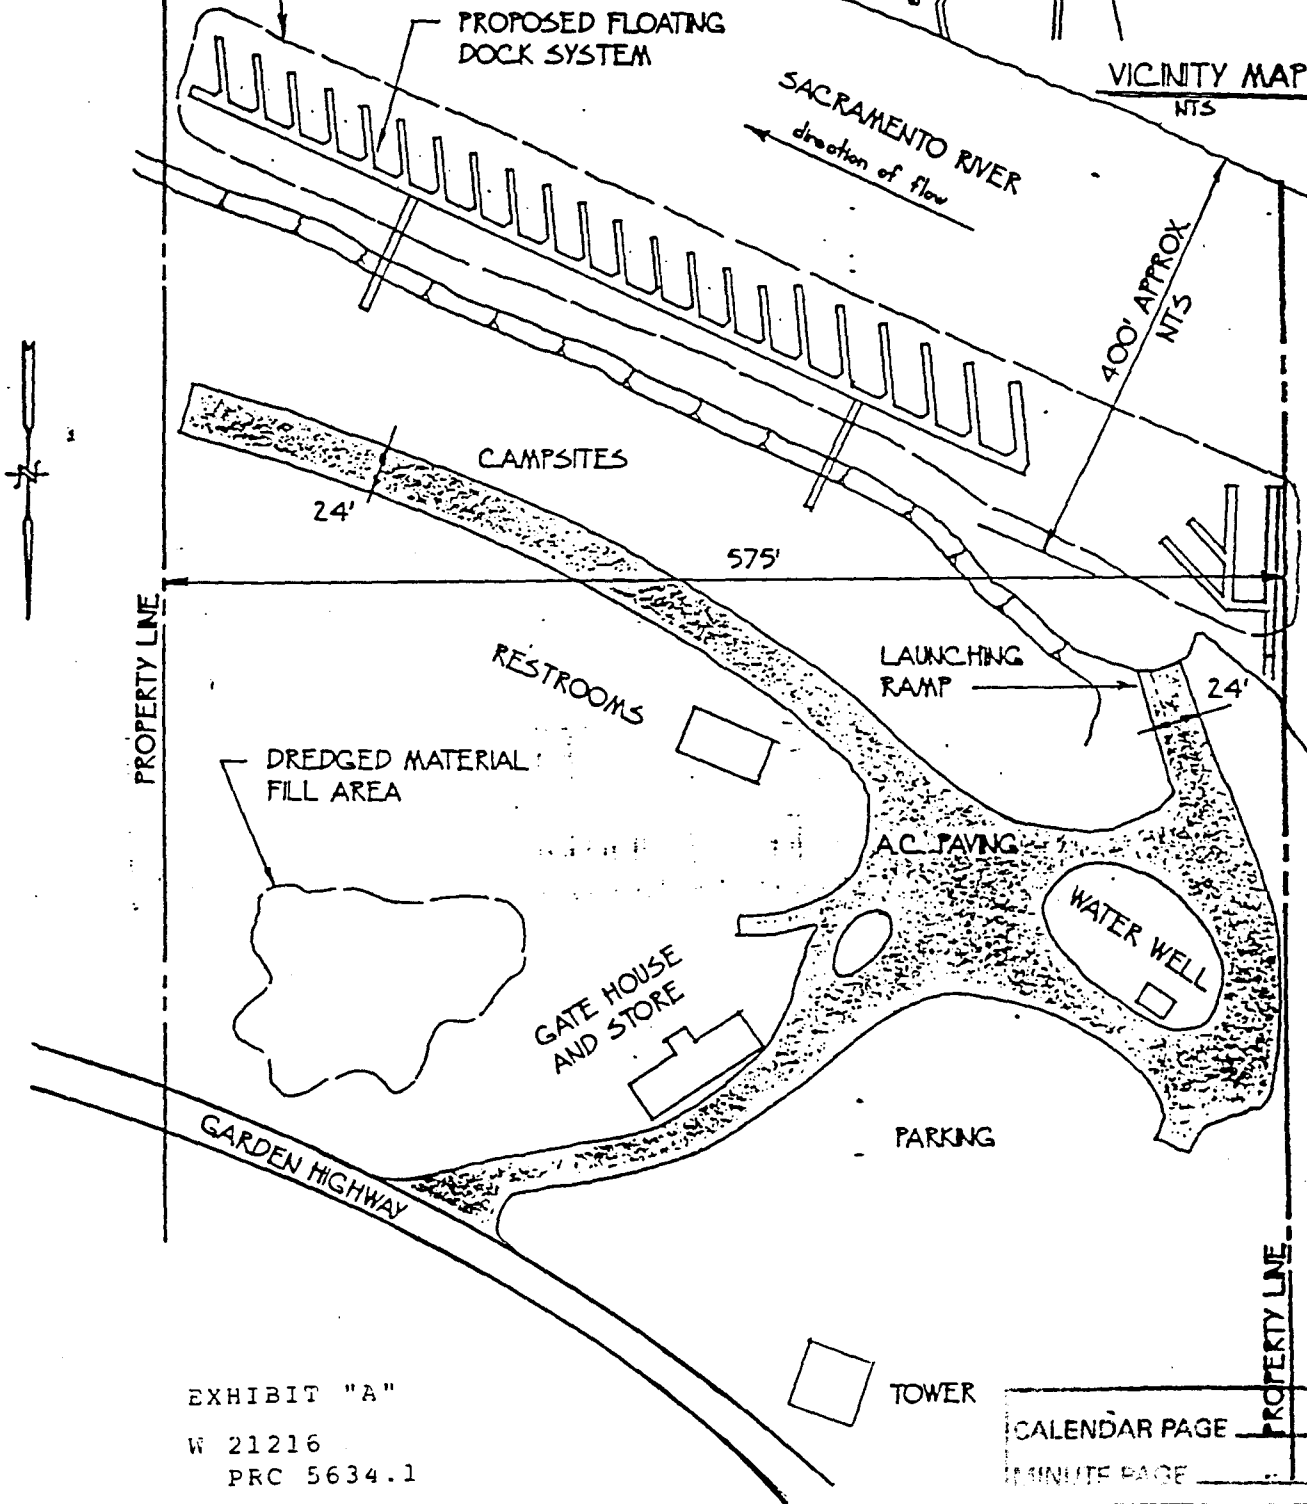 PROPOSED FLOATING
DOCK SYSTEM
VICINITY MAP
NTS
SACRAMENTO RIVER
direction of flow
400' APPROX
NTS
N
CAMPSITES
24'
575'
PROPERTY LINE
RESTROOMS
LAUNCHING
RAMP
24'
DREDGED MATERIAL
FILL AREA
A.C. PAVING
WATER WELL
GATE HOUSE
AND STORE
GARDEN HIGHWAY
PARKING
PROPERTY LINE
TOWER
EXHIBIT "A"
W 21216
PRC 5634.1
CALENDAR PAGE
MINUTE PAGE